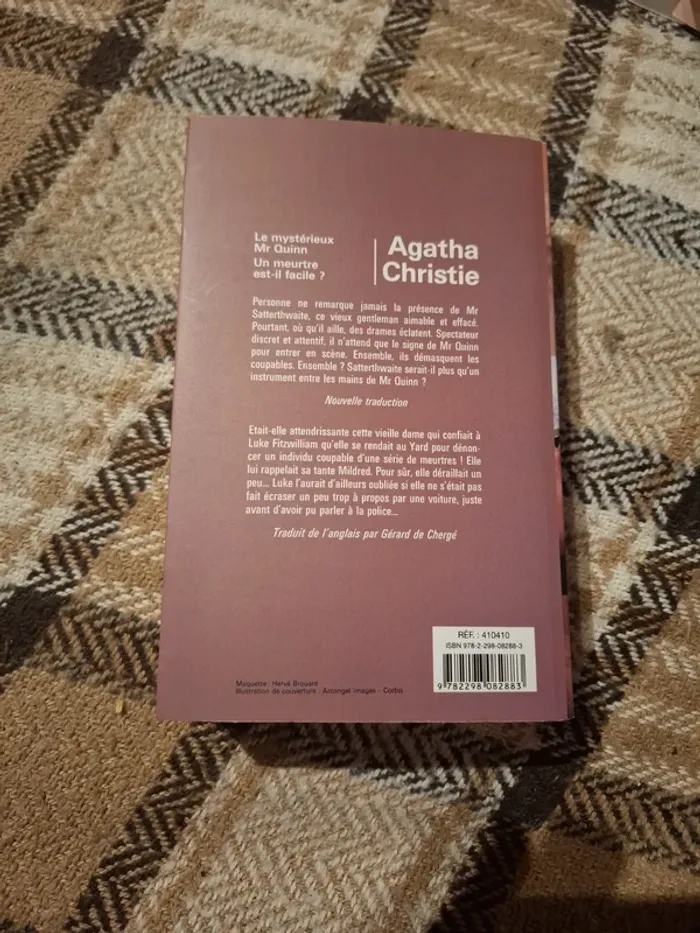 Le mystérieux
Mr Quinn
Un meurtre
est-il facile ?
Agatha
Christie
Personne ne remarque jamais la présence de Mr
Satterthwaite, ce vieux gentleman aimable et effacé.
Pourtant, où qu'il aille, des drames éclatent. Spectateur
discret et attentif, il n'attend que le signe de Mr Quinn
pour entrer en scène. Ensemble, ils démasquent les
coupables. Ensemble ? Satterthwaite serait-il plus qu'un
instrument entre les mains de Mr Quinn ?
Nouvelle traduction
Etait-elle attendrissante cette vieille dame qui confiait à
Luke Fitzwilliam qu'elle se rendait au Yard pour dénon-
cer un individu coupable d'une série de meurtres ! Elle
lui rappelait sa tante Mildred. Pour sûr, elle déraillait un
peu... Luke l'aurait d'ailleurs oubliée si elle ne s'était pas
fait écraser un peu trop à propos par une voiture, juste
avant d'avoir pu parler à la police...
Traduit de l'anglais par Gérard de Chergé
RÉF. : 410410
ISBN 978-2-298-08288-3
9 782298 082883
Maquette : Hervé Brouard
Illustration de couverture : Arcangel images - Corbis